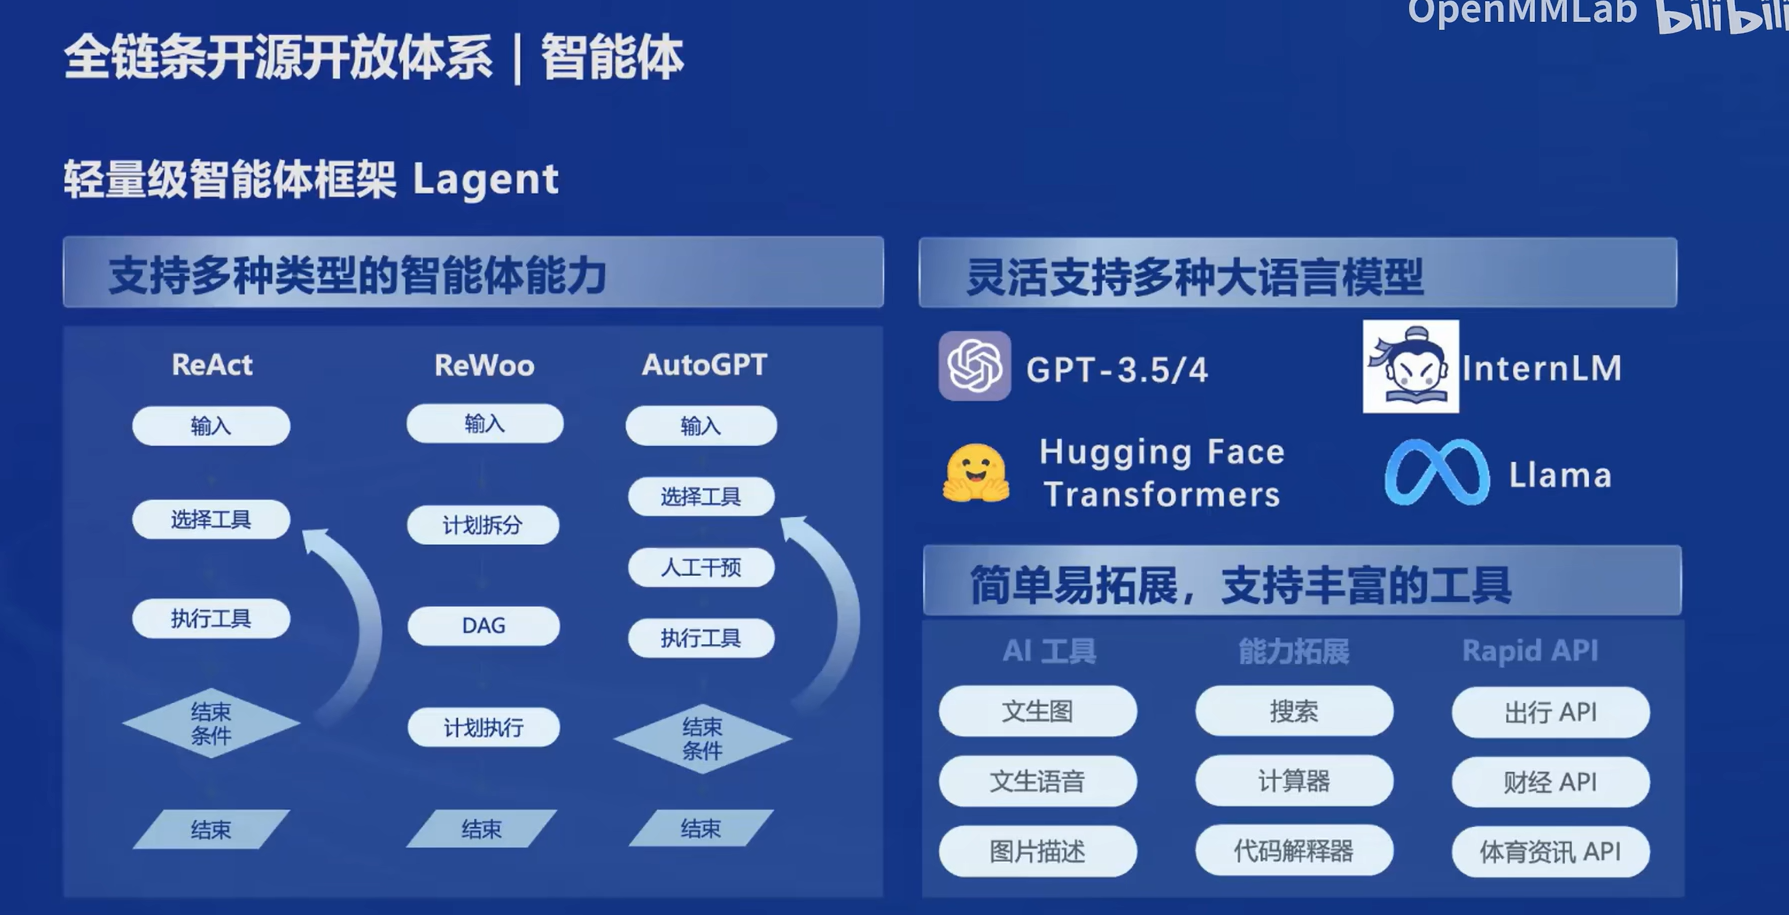 OpenMMLab bilibili
全链条开源开放体系 | 智能体
轻量级智能体框架 Lagent
支持多种类型的智能体能力
ReAct
输入
选择工具
执行工具
结束
条件
结束
ReWoo
输入
计划拆分
DAG
计划执行
结束
AutoGPT
输入
选择工具
人工干预
执行工具
结束
条件
结束
灵活支持多种大语言模型
GPT-3.5/4
InternLM
Hugging Face
Transformers
Llama
简单易拓展，支持丰富的工具
AI 工具
文生图
文生语音
图片描述
能力拓展
搜索
计算器
代码解释器
Rapid API
出行 API
财经 API
体育资讯 API